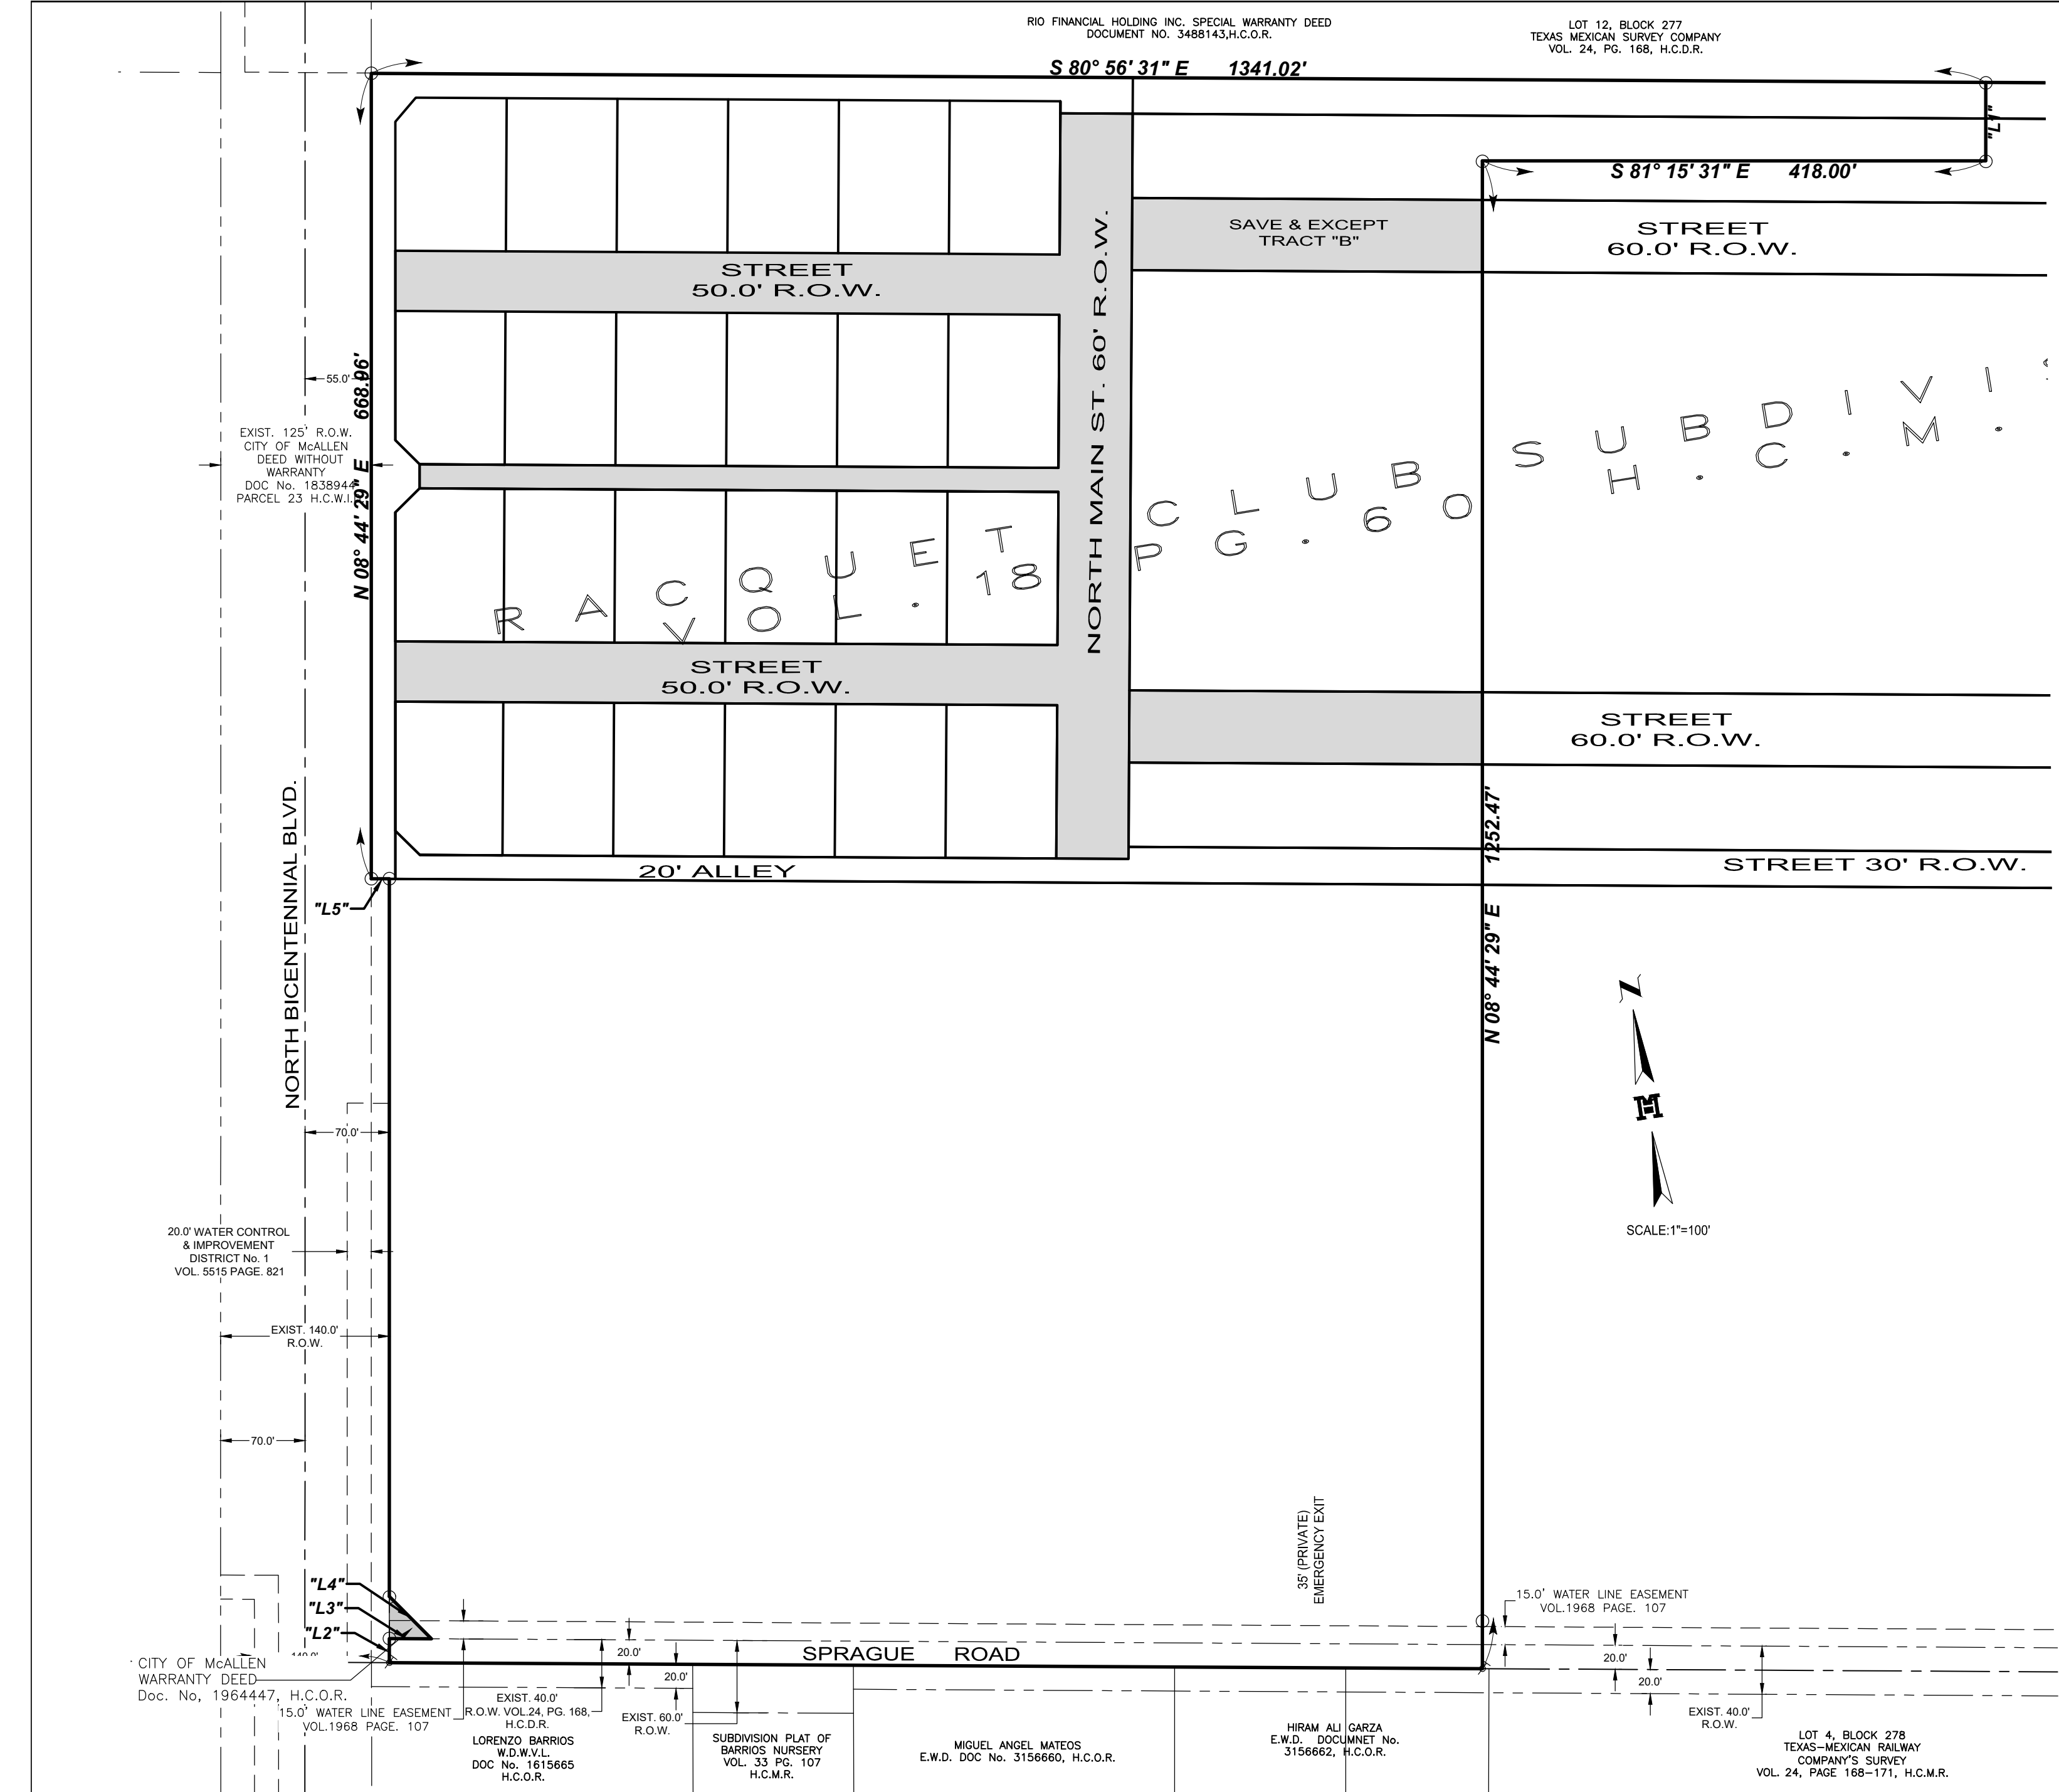 RIO FINANCIAL HOLDING INC. SPECIAL WARRANTY DEED
DOCUMENT NO. 3488143,H.C.O.R.
LOT 12, BLOCK 277
TEXAS MEXICAN SURVEY COMPANY
VOL. 24, PG. 168, H.C.D.R.
S 80° 56' 31" E 1341.02'
"L1"
S 81° 15' 31" E 418.00'
SAVE & EXCEPT
TRACT "B"
STREET
60.0' R.O.W.
STREET
50.0' R.O.W.
NORTH MAIN ST. 60' R.O.W.
N 08° 44' 29" E 668.96'
55.0'
EXIST. 125' R.O.W.
CITY OF McALLEN
DEED WITHOUT
WARRANTY
DOC No. 1838944
PARCEL 23 H.C.W.I.
RACQUET CLUB SUBDIVI
VOL. 18 PG. 60 H.C.M.
STREET
50.0' R.O.W.
STREET
60.0' R.O.W.
N 08° 44' 29" E 1252.47'
20' ALLEY
STREET 30' R.O.W.
"L5"
NORTH BICENTENNIAL BLVD.
N
SCALE:1"=100'
70.0'
20.0' WATER CONTROL
& IMPROVEMENT
DISTRICT No. 1
VOL. 5515 PAGE. 821
EXIST. 140.0'
R.O.W.
70.0'
35' (PRIVATE)
EMERGENCY EXIT
"L4"
"L3"
"L2"
140.0'
15.0' WATER LINE EASEMENT
VOL.1968 PAGE. 107
SPRAGUE ROAD
20.0'
20.0'
20.0'
20.0'
CITY OF McALLEN
WARRANTY DEED
Doc. No, 1964447, H.C.O.R.
15.0' WATER LINE EASEMENT
VOL.1968 PAGE. 107
EXIST. 40.0'
R.O.W. VOL.24, PG. 168,
H.C.D.R.
LORENZO BARRIOS
W.D.W.V.L.
DOC No. 1615665
H.C.O.R.
EXIST. 60.0'
R.O.W.
SUBDIVISION PLAT OF
BARRIOS NURSERY
VOL. 33 PG. 107
H.C.M.R.
MIGUEL ANGEL MATEOS
E.W.D. DOC No. 3156660, H.C.O.R.
HIRAM ALI GARZA
E.W.D. DOCUMNET No.
3156662, H.C.O.R.
EXIST. 40.0'
R.O.W.
LOT 4, BLOCK 278
TEXAS-MEXICAN RAILWAY
COMPANY'S SURVEY
VOL. 24, PAGE 168-171, H.C.M.R.